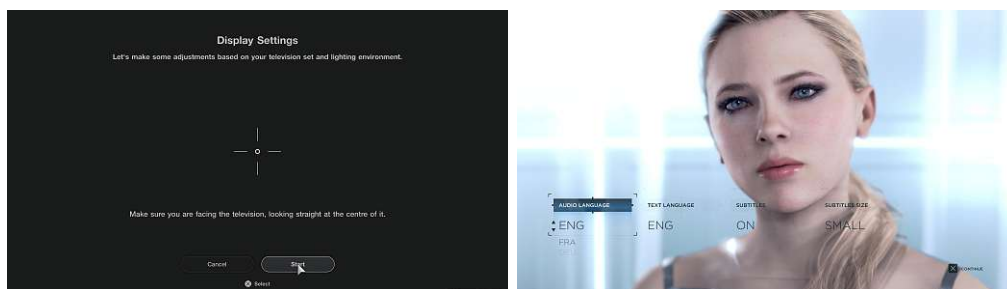 Display Settings
Let's make some adjustments based on your television set and lighting environment.
Make sure you are facing the television, looking straight at the centre of it.
Cancel Start
Select
AUDIO LANGUAGE TEXT LANGUAGE SUBTITLES SUBTITLES SIZE
ENG ENG ON SMALL
FRA
X CONTINUE